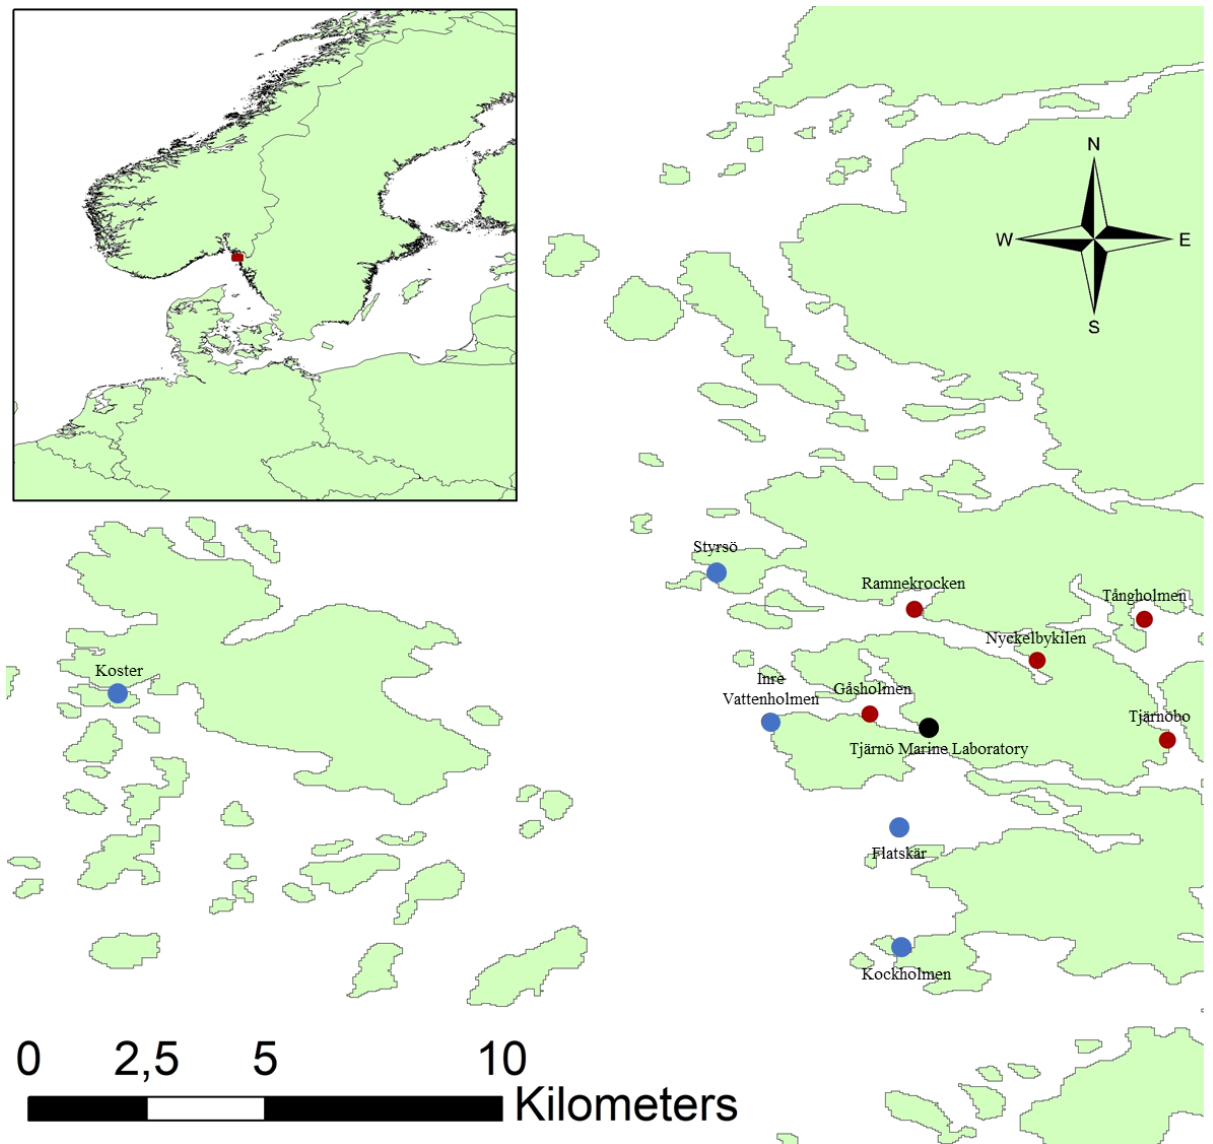 N
W
E
S
Styrsö
Ramnekrocken
Tångholmen
Nyckelbykilen
Koster
Inre
Vattenholmen
Gåsholmen
Tjärnöbo
Tjärnö Marine Laboratory
Flatskär
Kockholmen
0 2,5 5 10
Kilometers